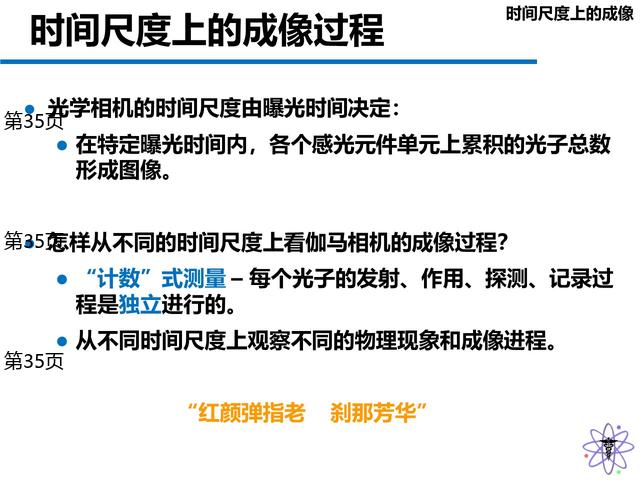 时间尺度上的成像
时间尺度上的成像过程
光学相机的时间尺度由曝光时间决定：
第35页
在特定曝光时间内，各个感光元件单元上累积的光子总数
形成图像。
第35页
怎样从不同的时间尺度上看伽马相机的成像过程？
“计数”式测量 – 每个光子的发射、作用、探测、记录过
程是独立进行的。
从不同时间尺度上观察不同的物理现象和成像进程。
第35页
“红颜弹指老 刹那芳华”